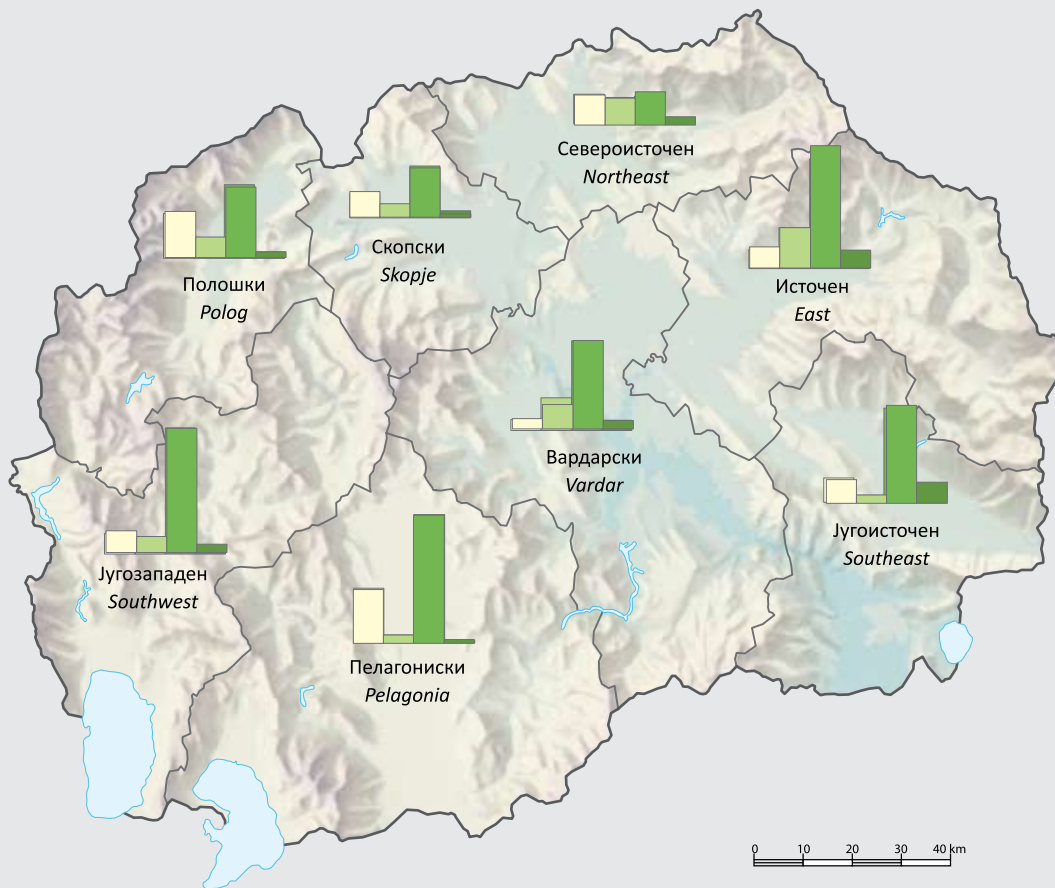 Североисточен
Northeast
Скопски
Skopje
Полошки
Polog
Источен
East
Вардарски
Vardar
Југоисточен
Southeast
Југозападен
Southwest
Пелагониски
Pelagonia
0 10 20 30 40 km